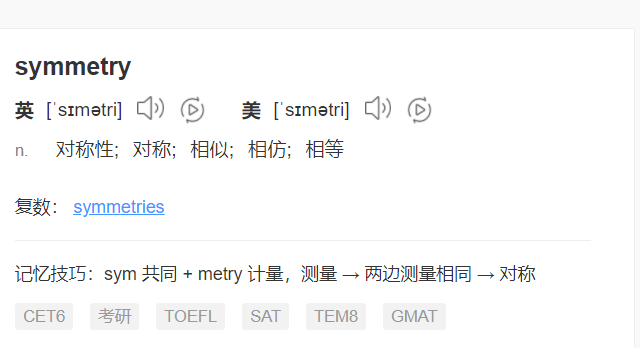 symmetry
英 [ˈsɪmətri] 美 [ˈsɪmətri]
n. 对称性；对称；相似；相仿；相等
复数： symmetries
记忆技巧：sym 共同 + metry 计量，测量 → 两边测量相同 → 对称
CET6 考研 TOEFL SAT TEM8 GMAT